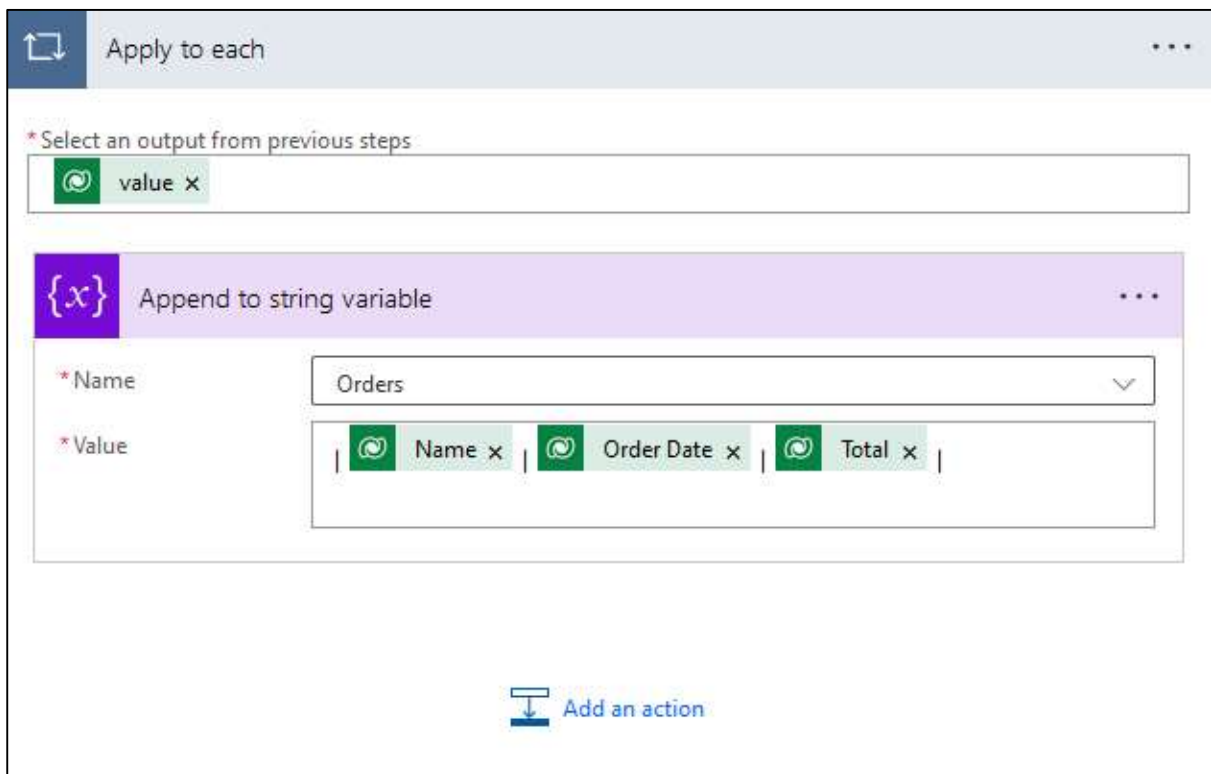 Apply to each
* Select an output from previous steps
value ×
{x} Append to string variable
* Name Orders
* Value | Name × | Order Date × | Total × |
Add an action